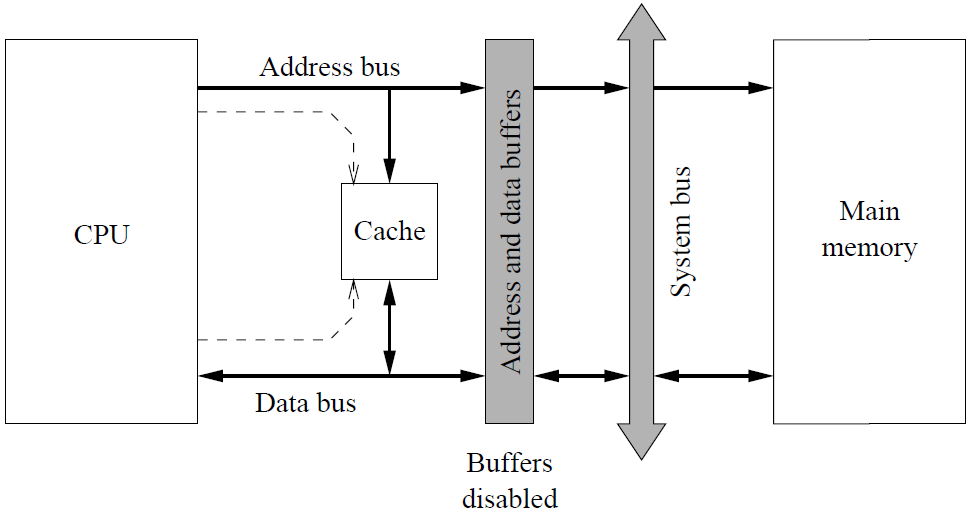 Address bus
CPU
Cache
Address and data buffers
System bus
Main
memory
Data bus
Buffers
disabled